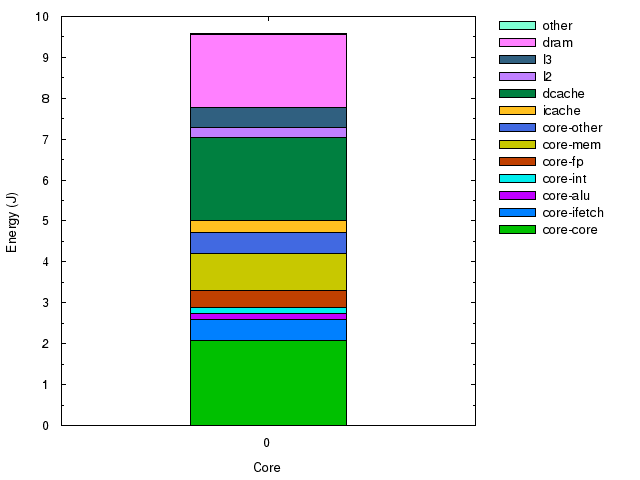 10
9
8
7
6
5
4
3
2
1
0
Energy (J)
0
Core
other
dram
l3
l2
dcache
icache
core-other
core-mem
core-fp
core-int
core-alu
core-ifetch
core-core